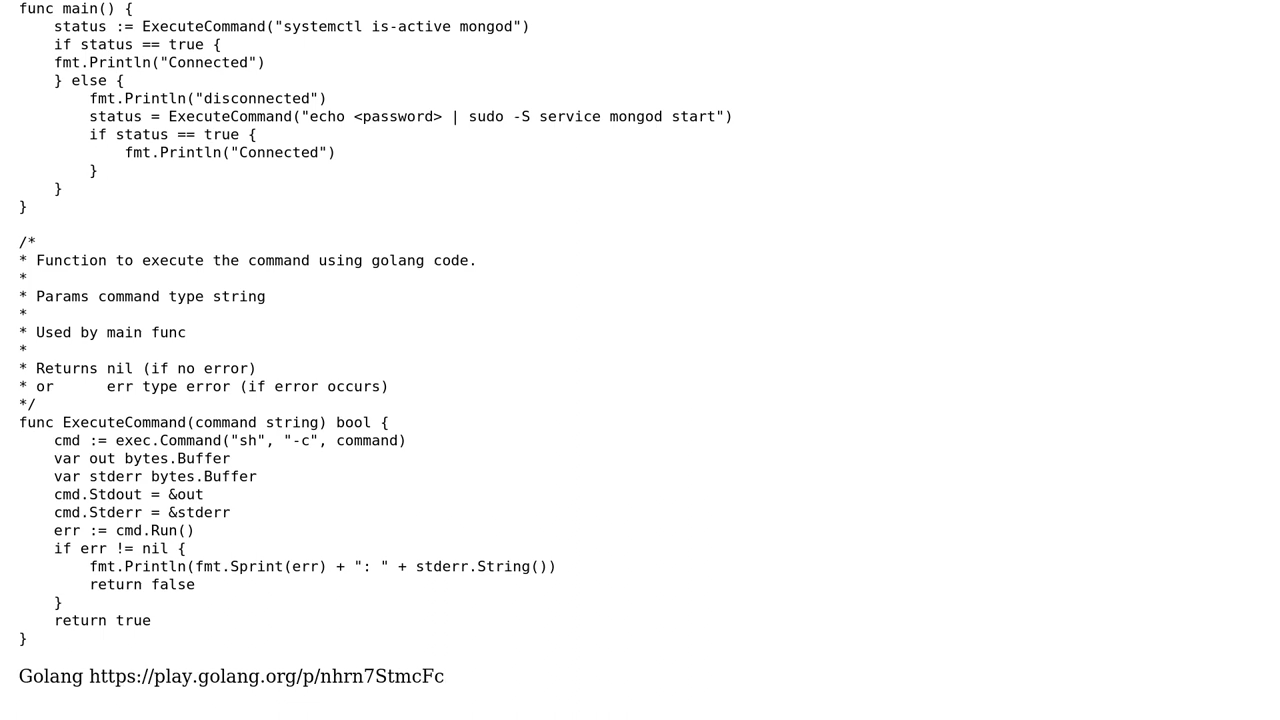 func main() {
    status := ExecuteCommand("systemctl is-active mongod")
    if status == true {
    fmt.Println("Connected")
    } else {
        fmt.Println("disconnected")
        status = ExecuteCommand("echo <password> | sudo -S service mongod start")
        if status == true {
            fmt.Println("Connected")
        }
    }
}

/*
* Function to execute the command using golang code.
*
* Params command type string
*
* Used by main func
*
* Returns nil (if no error)
* or      err type error (if error occurs)
*/
func ExecuteCommand(command string) bool {
    cmd := exec.Command("sh", "-c", command)
    var out bytes.Buffer
    var stderr bytes.Buffer
    cmd.Stdout = &out
    cmd.Stderr = &stderr
    err := cmd.Run()
    if err != nil {
        fmt.Println(fmt.Sprint(err) + ": " + stderr.String())
        return false
    }
    return true
}

Golang https://play.golang.org/p/nhrn7StmcFc